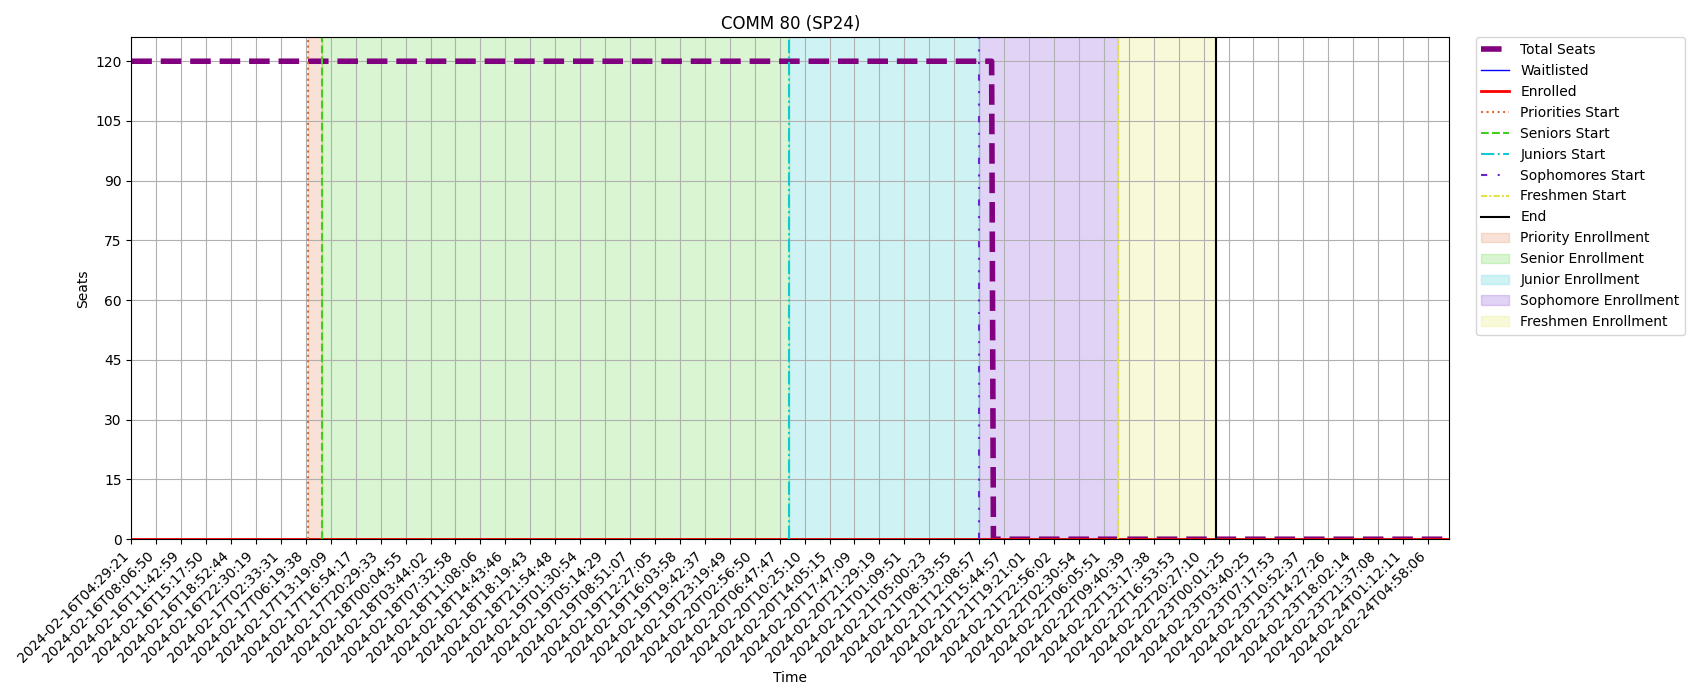 COMM 80 (SP24)
Seats
120
105
90
75
60
45
30
15
0
2024-02-16T04:29:21
2024-02-16T08:06:50
2024-02-16T11:42:59
2024-02-16T15:17:50
2024-02-16T18:52:44
2024-02-16T22:30:19
2024-02-17T02:33:31
2024-02-17T06:19:38
2024-02-17T13:19:09
2024-02-17T16:54:17
2024-02-17T20:29:33
2024-02-18T00:04:55
2024-02-18T03:44:02
2024-02-18T07:32:58
2024-02-18T11:08:06
2024-02-18T14:43:46
2024-02-18T18:19:43
2024-02-18T21:54:48
2024-02-19T01:30:54
2024-02-19T05:14:29
2024-02-19T08:51:07
2024-02-19T12:27:05
2024-02-19T16:03:58
2024-02-19T19:42:37
2024-02-19T23:19:49
2024-02-20T02:56:50
2024-02-20T06:47:47
2024-02-20T10:25:10
2024-02-20T14:05:15
2024-02-20T17:47:09
2024-02-20T21:29:19
2024-02-21T01:09:51
2024-02-21T05:00:23
2024-02-21T08:33:55
2024-02-21T12:08:57
2024-02-21T15:44:57
2024-02-21T19:21:01
2024-02-21T22:56:02
2024-02-22T02:30:54
2024-02-22T06:05:51
2024-02-22T09:40:39
2024-02-22T13:17:38
2024-02-22T16:53:53
2024-02-22T20:27:10
2024-02-23T00:01:25
2024-02-23T03:40:25
2024-02-23T07:17:53
2024-02-23T10:52:37
2024-02-23T14:27:26
2024-02-23T18:02:14
2024-02-23T21:37:08
2024-02-24T01:12:11
2024-02-24T04:58:06
Time
Total Seats
Waitlisted
Enrolled
Priorities Start
Seniors Start
Juniors Start
Sophomores Start
Freshmen Start
End
Priority Enrollment
Senior Enrollment
Junior Enrollment
Sophomore Enrollment
Freshmen Enrollment